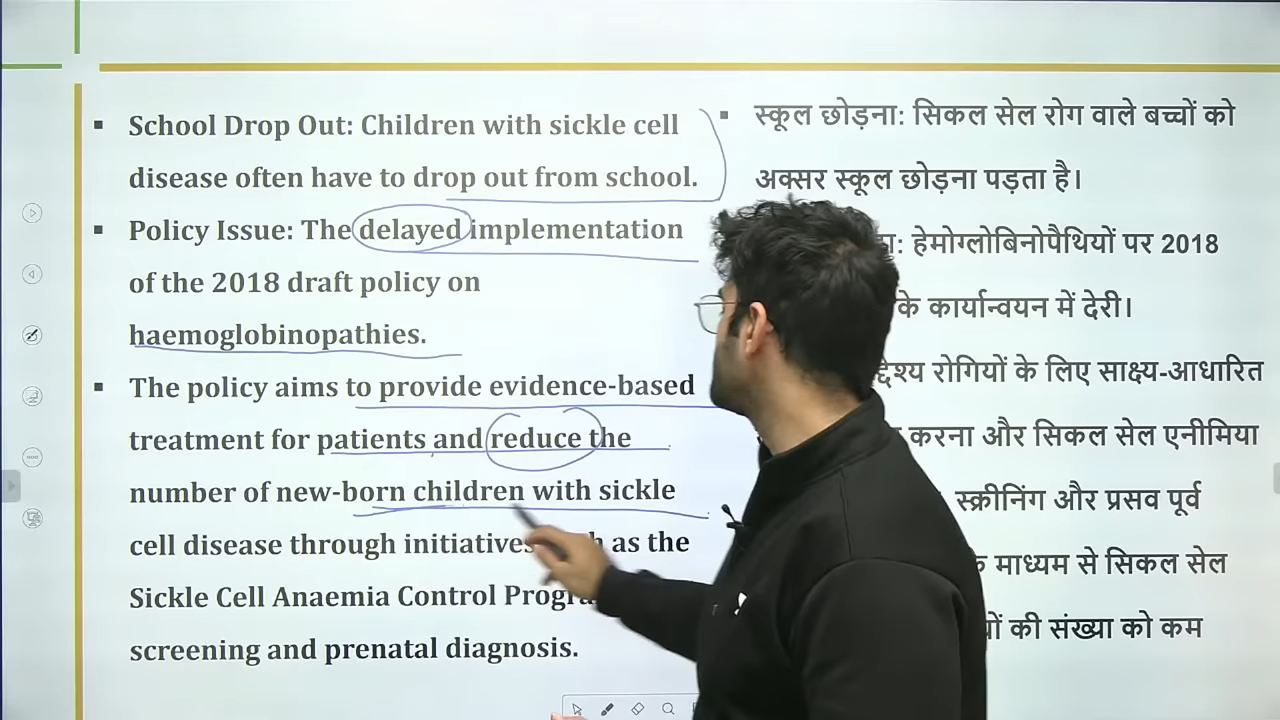 ▪ School Drop Out: Children with sickle cell
disease often have to drop out from school.
▪ Policy Issue: The delayed implementation
of the 2018 draft policy on
haemoglobinopathies.
▪ The policy aims to provide evidence-based
treatment for patients and reduce the
number of new-born children with sickle
cell disease through initiatives as the
Sickle Cell Anaemia Control
screening and prenatal diagnosis.
▪ स्कूल छोड़ना: सिकल सेल रोग वाले बच्चों को
अक्सर स्कूल छोड़ना पड़ता है।
हेमोग्लोबिनोपैथियों पर 2018
के कार्यान्वयन में देरी।
रोगियों के लिए साक्ष्य-आधारित
करना और सिकल सेल एनीमिया
स्क्रीनिंग और प्रसव पूर्व
माध्यम से सिकल सेल
की संख्या को कम